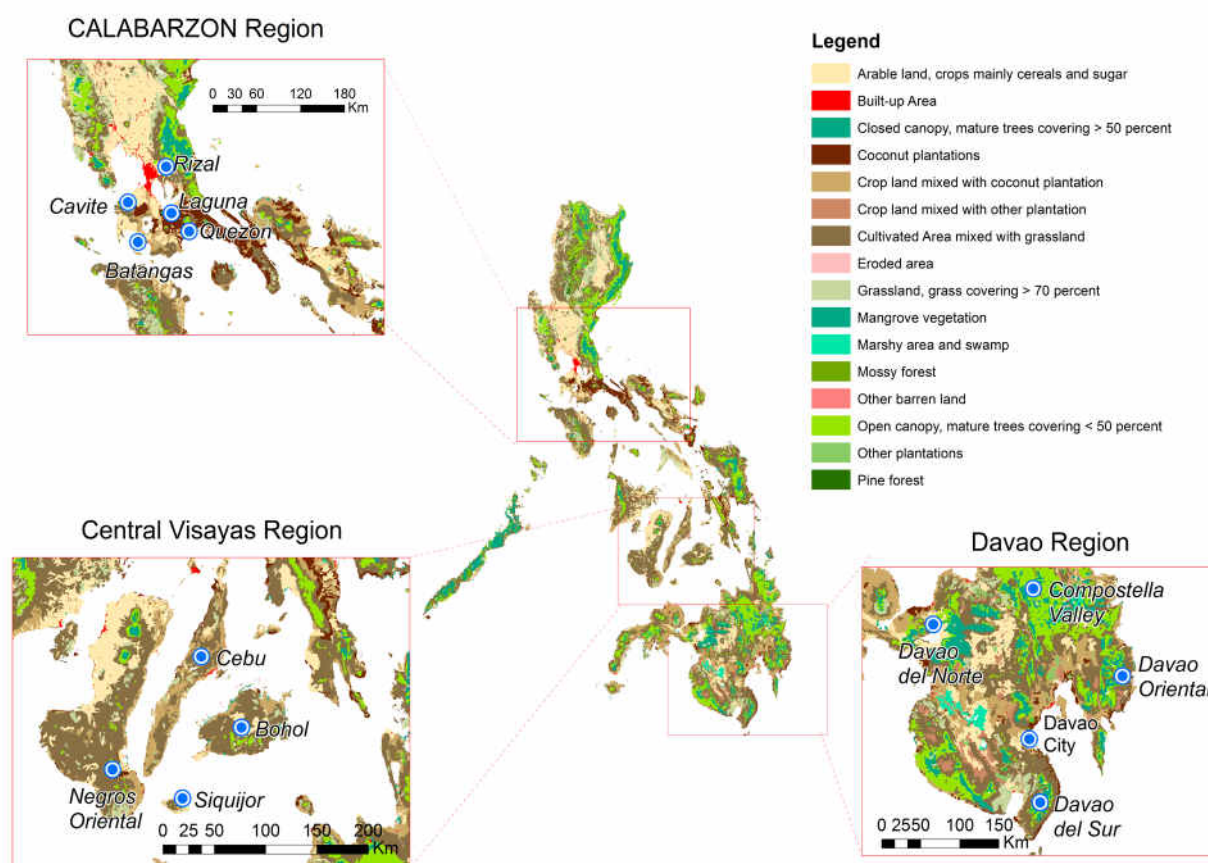 CALABARZON Region
0 30 60 120 180
Km
Rizal
Cavite
Laguna
Quezon
Batangas
Legend
Arable land, crops mainly cereals and sugar
Built-up Area
Closed canopy, mature trees covering > 50 percent
Coconut plantations
Crop land mixed with coconut plantation
Crop land mixed with other plantation
Cultivated Area mixed with grassland
Eroded area
Grassland, grass covering > 70 percent
Mangrove vegetation
Marshy area and swamp
Mossy forest
Other barren land
Open canopy, mature trees covering < 50 percent
Other plantations
Pine forest
Central Visayas Region
Cebu
Bohol
Negros
Oriental
Siquijor
0 25 50 100 150 200
Km
Davao Region
Compostella
Valley
Davao
del Norte
Davao
Oriental
Davao
City
Davao
del Sur
0 2550 100 150
Km